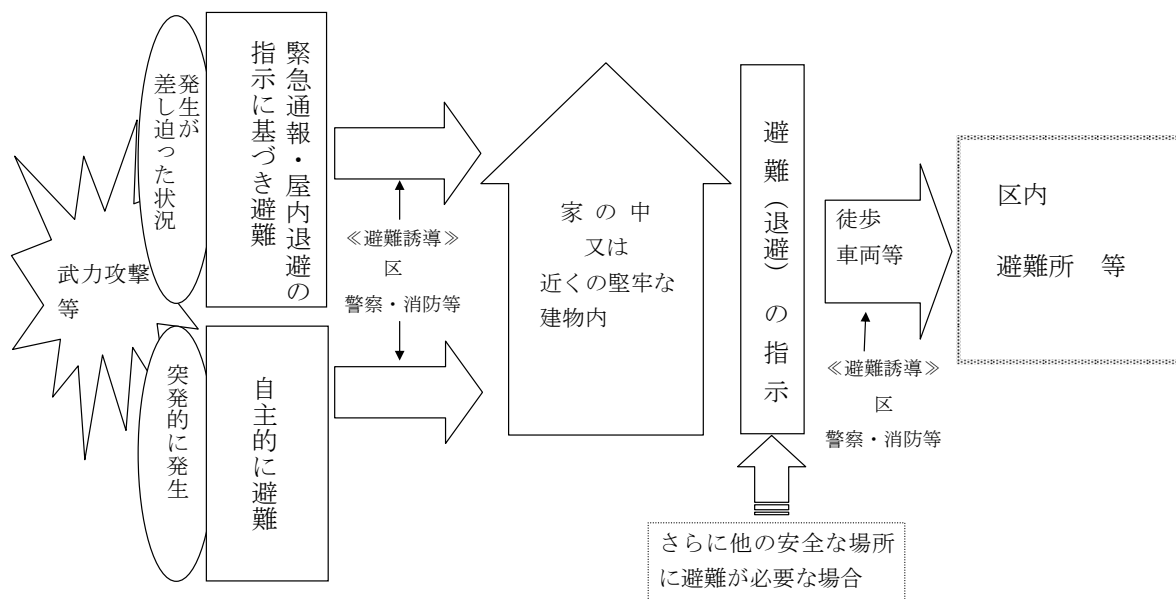 武力攻撃
等
発生が
差し迫った状況
緊急通報・屋内退避の
指示に基づき避難
突発的に発生
自主的に避難
≪避難誘導≫
区
警察・消防等
家の中
又は
近くの堅牢な
建物内
避難（退避）の指示
さらに他の安全な場所
に避難が必要な場合
徒歩
車両等
≪避難誘導≫
区
警察・消防等
区内
避難所　等